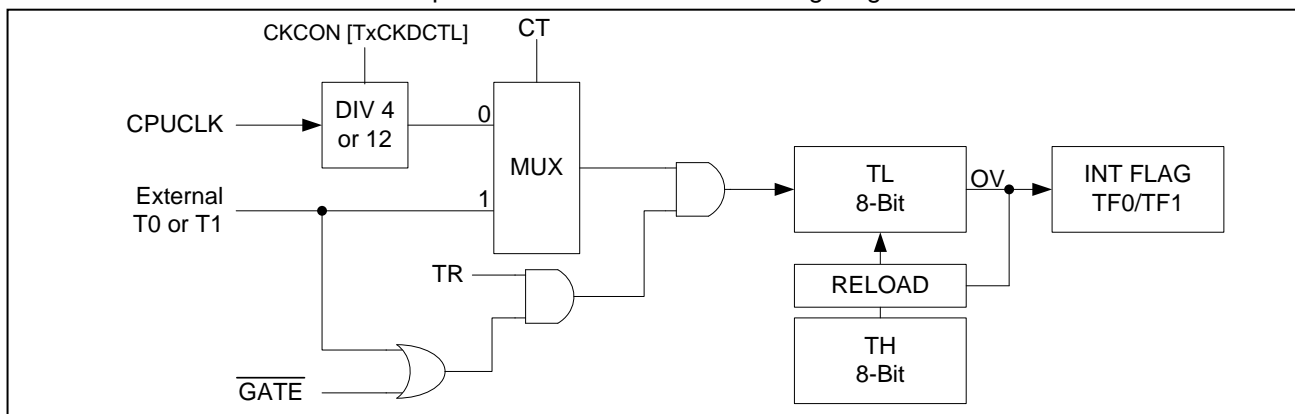 CKCON [TxCKDCTL]
CT
DIV 4
or 12
CPUCLK
0
MUX
External
T0 or T1
1
TL
8-Bit
OV
INT FLAG
TF0/TF1
TR
RELOAD
TH
8-Bit
GATE